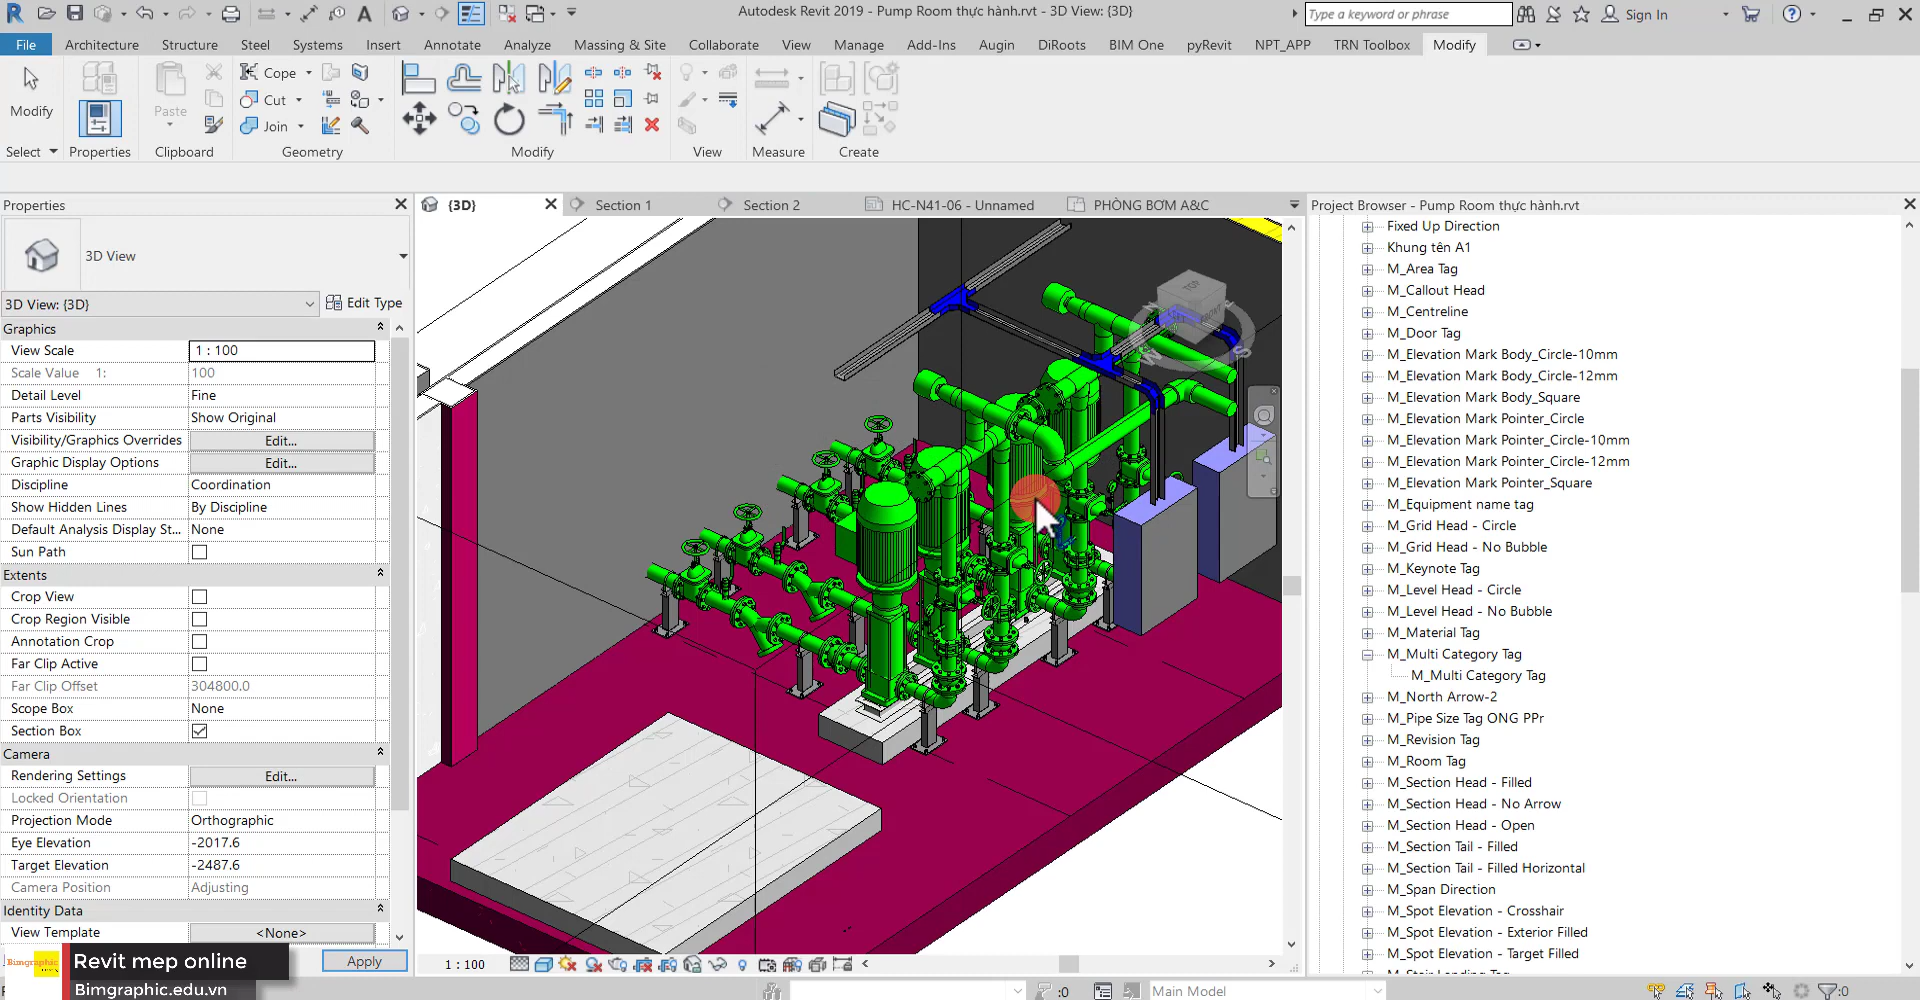 Autodesk Revit 2019 - Pump Room thực hành.rvt - 3D View: {3D}
Type a keyword or phrase
Sign In
File
Architecture
Structure
Steel
Systems
Insert
Annotate
Analyze
Massing & Site
Collaborate
View
Manage
Add-Ins
Augin
DiRoots
BIM One
pyRevit
NPT_APP
TRN Toolbox
Modify
Modify
Paste
Cope
Cut
Join
Select
Properties
Clipboard
Geometry
Modify
View
Measure
Create
Properties
3D View
3D View: {3D}
Edit Type
Graphics
View Scale
1 : 100
Scale Value 1:
100
Detail Level
Fine
Parts Visibility
Show Original
Visibility/Graphics Overrides
Edit...
Graphic Display Options
Edit...
Discipline
Coordination
Show Hidden Lines
By Discipline
Default Analysis Display St...
None
Sun Path
Extents
Crop View
Crop Region Visible
Annotation Crop
Far Clip Active
Far Clip Offset
304800.0
Scope Box
None
Section Box
Camera
Rendering Settings
Edit...
Locked Orientation
Projection Mode
Orthographic
Eye Elevation
-2017.6
Target Elevation
-2487.6
Camera Position
Adjusting
Identity Data
View Template
<None>
Apply
Bimgraphic
Revit mep online
Bimgraphic.edu.vn
{3D}
Section 1
Section 2
HC-N41-06 - Unnamed
PHÒNG BƠM A&C
TOP
LEFT
FRONT
W
S
1 : 100
:0
Main Model
:0
Project Browser - Pump Room thực hành.rvt
Fixed Up Direction
Khung tên A1
M_Area Tag
M_Callout Head
M_Centreline
M_Door Tag
M_Elevation Mark Body_Circle-10mm
M_Elevation Mark Body_Circle-12mm
M_Elevation Mark Body_Square
M_Elevation Mark Pointer_Circle
M_Elevation Mark Pointer_Circle-10mm
M_Elevation Mark Pointer_Circle-12mm
M_Elevation Mark Pointer_Square
M_Equipment name tag
M_Grid Head - Circle
M_Grid Head - No Bubble
M_Keynote Tag
M_Level Head - Circle
M_Level Head - No Bubble
M_Material Tag
M_Multi Category Tag
M_Multi Category Tag
M_North Arrow-2
M_Pipe Size Tag ONG PPr
M_Revision Tag
M_Room Tag
M_Section Head - Filled
M_Section Head - No Arrow
M_Section Head - Open
M_Section Tail - Filled
M_Section Tail - Filled Horizontal
M_Span Direction
M_Spot Elevation - Crosshair
M_Spot Elevation - Exterior Filled
M_Spot Elevation - Target Filled
M_Stair Landing Tag